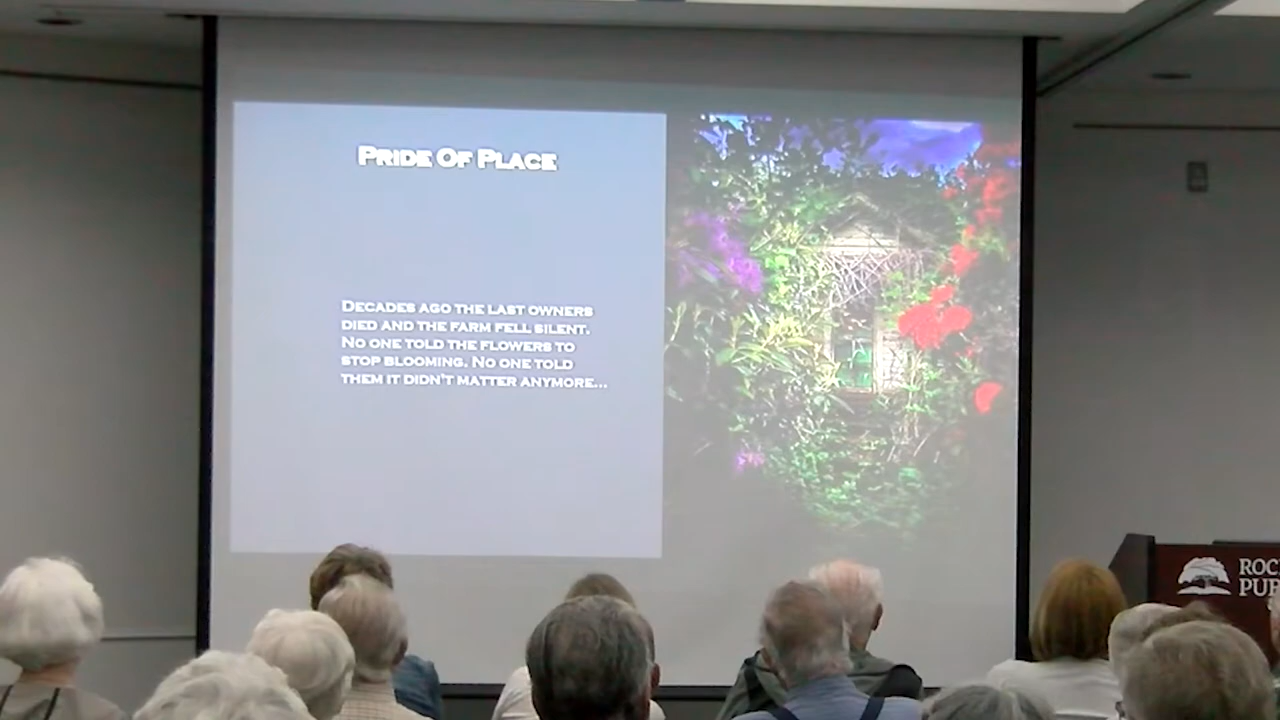 PRIDE OF PLACE
DECADES AGO THE LAST OWNERS
DIED AND THE FARM FELL SILENT.
NO ONE TOLD THE FLOWERS TO
STOP BLOOMING. NO ONE TOLD
THEM IT DIDN'T MATTER ANYMORE...
ROC
PUB